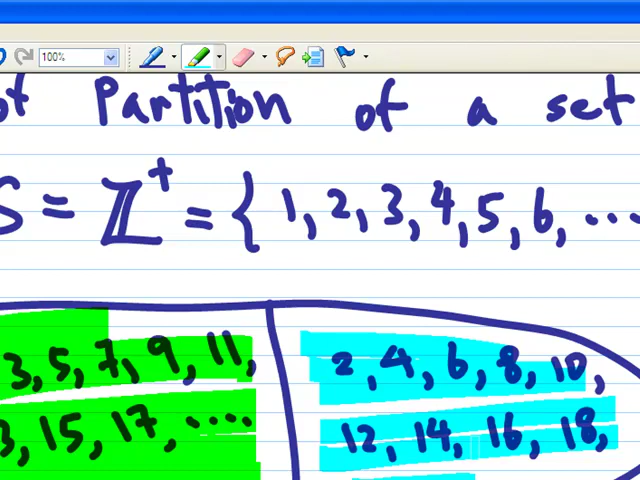 100%
of Partition of a set
S = ℤ⁺ = { 1, 2, 3, 4, 5, 6, ...
3, 5, 7, 9, 11, 2, 4, 6, 8, 10,
3, 15, 17, .... 12, 14, 16, 18,